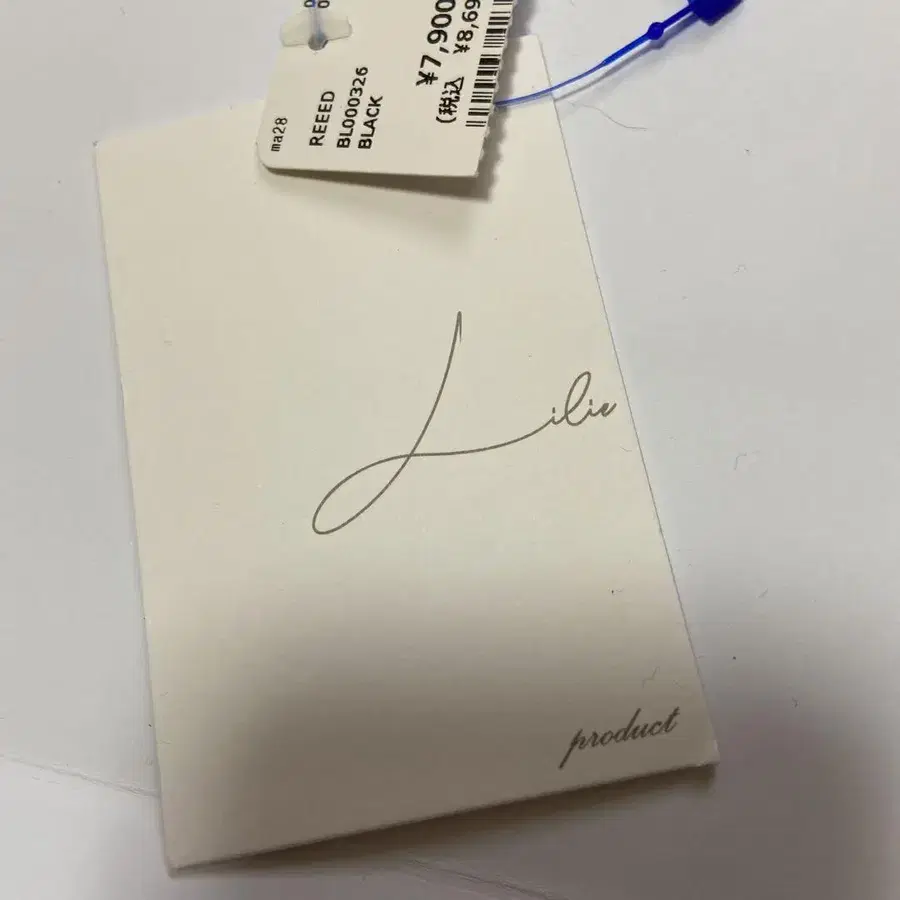 ma28
REEED
BL000326
BLACK
¥7,900
(税込 ¥8,69
Lilie
product